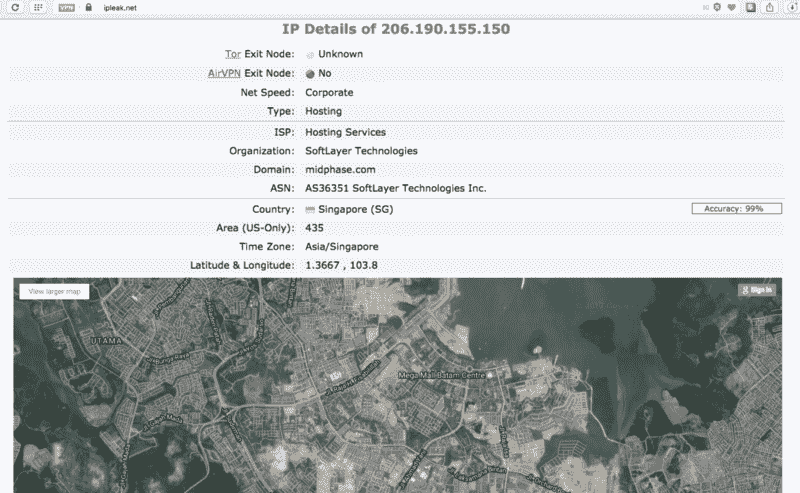 VPN ipleak.net
IP Details of 206.190.155.150
Tor Exit Node: Unknown
AirVPN Exit Node: No
Net Speed: Corporate
Type: Hosting
ISP: Hosting Services
Organization: SoftLayer Technologies
Domain: midphase.com
ASN: AS36351 SoftLayer Technologies Inc.
Country: Singapore (SG)
Accuracy: 99%
Area (US-Only): 435
Time Zone: Asia/Singapore
Latitude & Longitude: 1.3667 , 103.8
View larger map
Sign in
UTAMA
Mega Mall Batam Centre